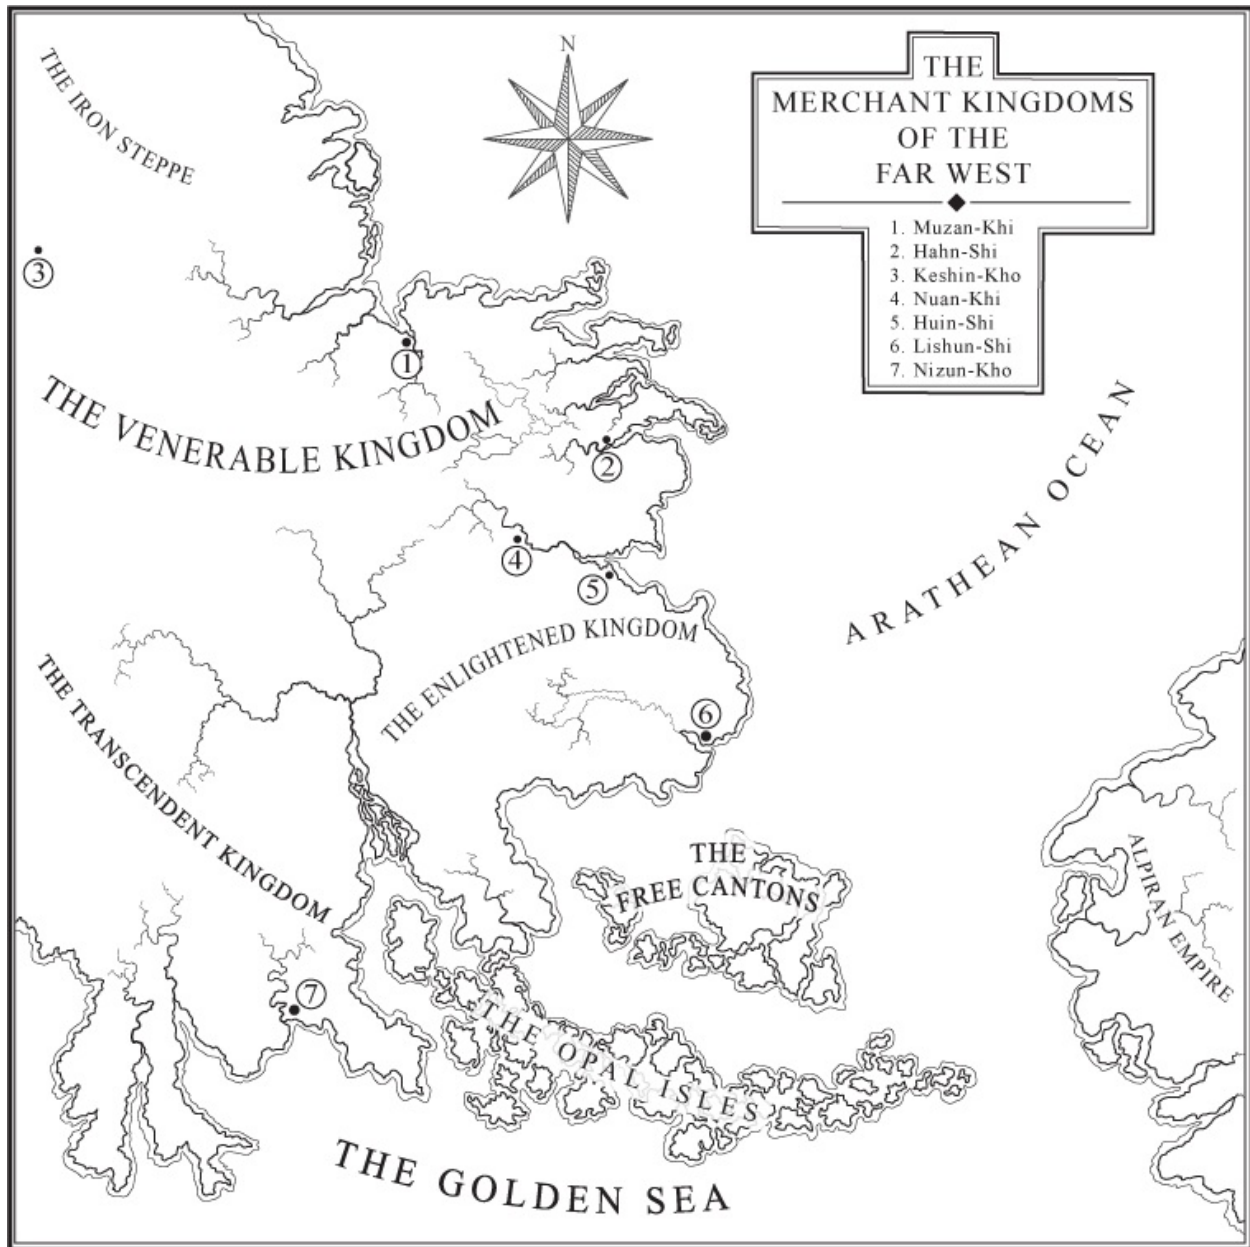 THE IRON STEPPE
N
THE
MERCHANT KINGDOMS
OF THE
FAR WEST
1. Muzan-Khi
2. Hahn-Shi
3. Keshin-Kho
4. Nuan-Khi
5. Huin-Shi
6. Lishun-Shi
7. Nizun-Kho
3
1
THE VENERABLE KINGDOM
2
ARATHEAN OCEAN
4
5
THE ENLIGHTENED KINGDOM
6
THE TRANSCENDENT KINGDOM
THE
FREE CANTONS
ALPIRAN EMPIRE
7
THE OPAL ISLES
THE GOLDEN SEA